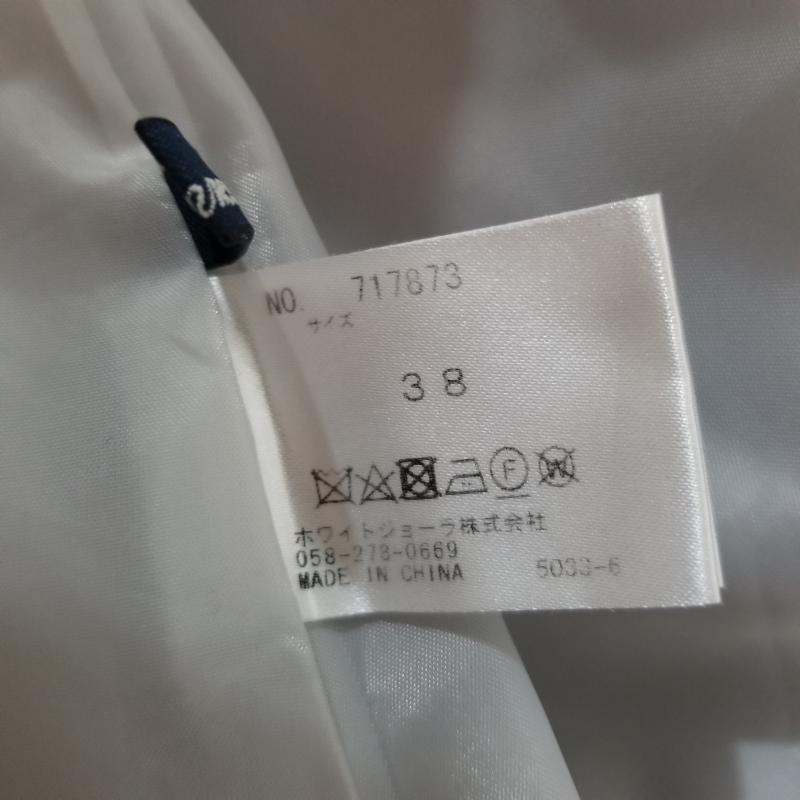 NO. 717873
サイズ
38
F W
ホワイトジョーラ株式会社
058-278-0669
MADE IN CHINA 5033-6